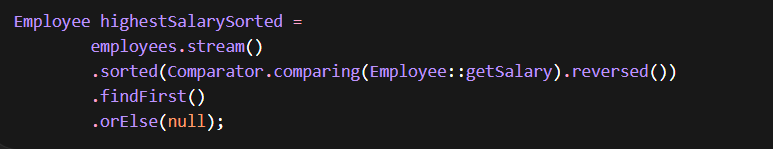 Employee highestSalarySorted =
        employees.stream()
        .sorted(Comparator.comparing(Employee::getSalary).reversed())
        .findFirst()
        .orElse(null);